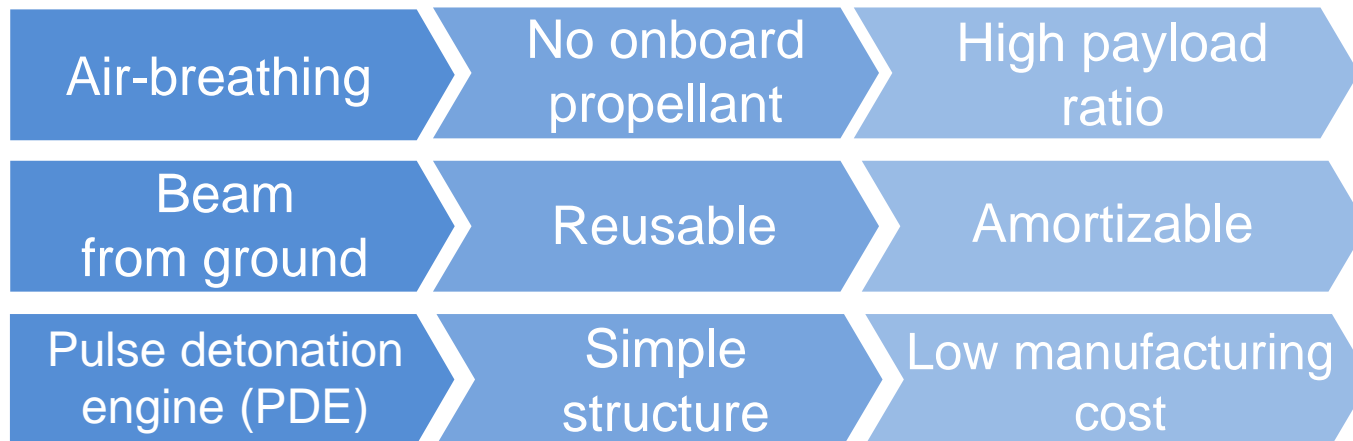 Air-breathing
No onboard
propellant
High payload
ratio
Beam
from ground
Reusable
Amortizable
Pulse detonation
engine (PDE)
Simple
structure
Low manufacturing
cost